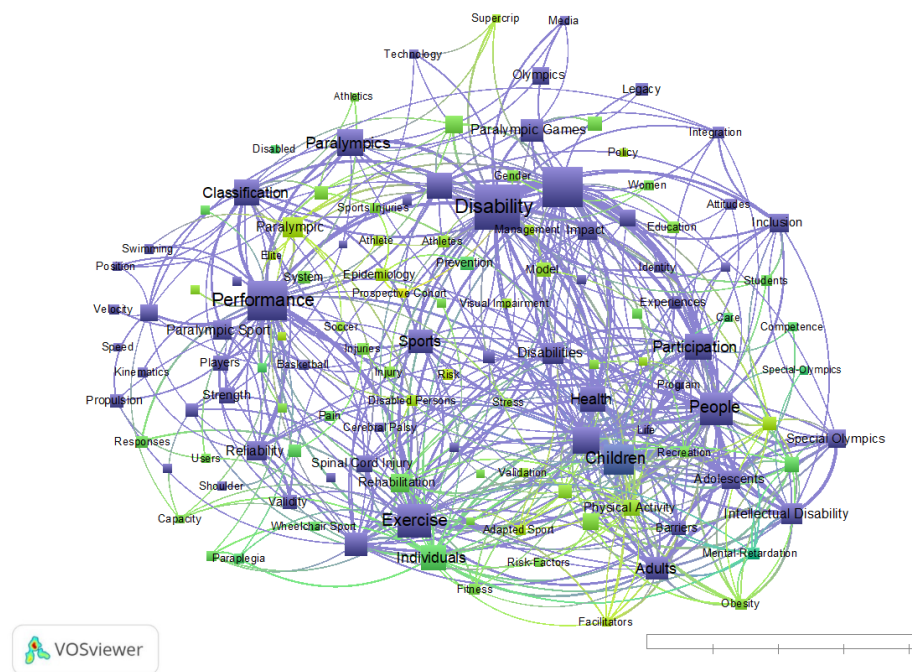 Supercrip
Media
Technology
Olympics
Legacy
Athletics
Paralympic Games
Integration
Disabled
Paralympics
Policy
Gender
Women
Classification
Sports Injuries
Disability
Attitudes
Paralympic
Management
Impact
Education
Inclusion
Swimming
Elite
Athlete
Athletes
Position
System
Epidemiology
Prevention
Model
Identity
Students
Performance
Prospective Cohort
Visual Impairment
Experiences
Velocity
Paralympic Sport
Soccer
Care
Competence
Speed
Players
Injuries
Sports
Disabilities
Participation
Kinematics
Basketball
Injury
Risk
Program
Special-Olympics
Propulsion
Strength
Disabled Persons
Stress
Health
People
Pain
Cerebral Palsy
Life
Responses
Users
Reliability
Spinal Cord Injury
Children
Recreation
Special Olympics
Shoulder
Rehabilitation
Validation
Adolescents
Capacity
Validity
Physical Activity
Intellectual Disability
Wheelchair Sport
Exercise
Adapted Sport
Barriers
Paraplegia
Individuals
Risk-Factors
Adults
Mental Retardation
Fitness
Obesity
Facilitators
VOSviewer